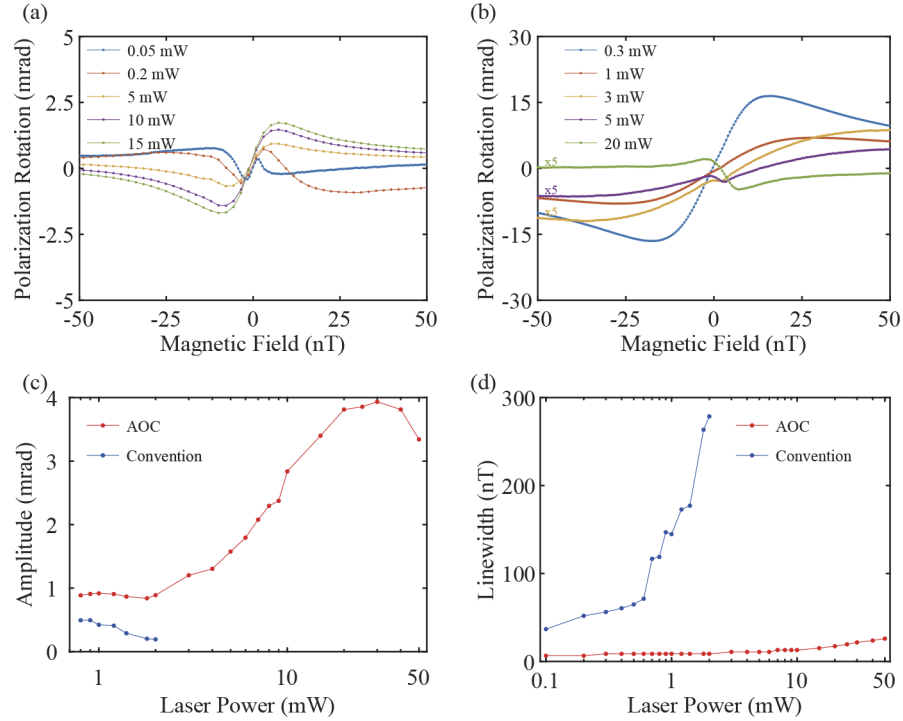 (a)
5
2.5
0
-2.5
-5
Polarization Rotation (mrad)
0.05 mW
0.2 mW
5 mW
10 mW
15 mW
-50
-25
0
25
50
Magnetic Field (nT)
(b)
30
15
0
-15
-30
Polarization Rotation (mrad)
0.3 mW
1 mW
3 mW
5 mW
20 mW
x5
x5
x5
-50
-25
0
25
50
Magnetic Field (nT)
(c)
4
3
2
1
0
Amplitude (mrad)
AOC
Convention
1
10
50
Laser Power (mW)
(d)
300
200
100
0
Linewidth (nT)
AOC
Convention
0.1
1
10
50
Laser Power (mW)